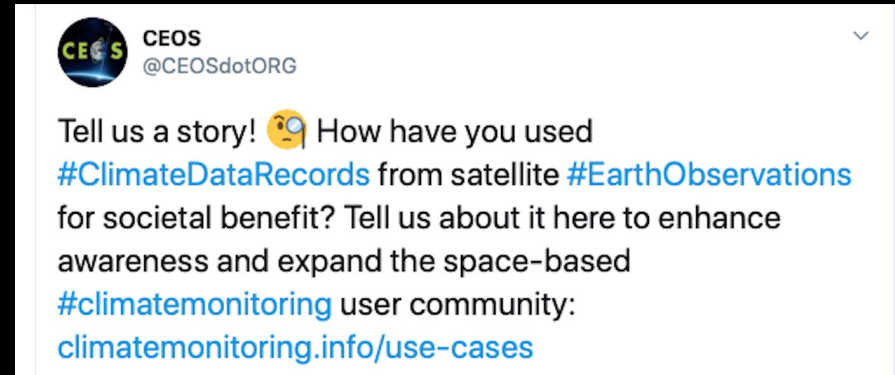 CEOS
CEOS
@CEOSdotORG
Tell us a story! 🧐 How have you used
#ClimateDataRecords from satellite #EarthObservations
for societal benefit? Tell us about it here to enhance
awareness and expand the space-based
#climatemonitoring user community:
climatemonitoring.info/use-cases